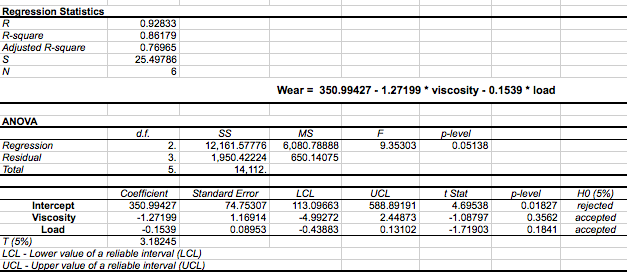 Regression Statistics
R 0.92833
R-square 0.86179
Adjusted R-square 0.76965
S 25.49786
N 6
Wear = 350.99427 - 1.27199 * viscosity - 0.1539 * load
ANOVA
d.f. SS MS F p-level
Regression 2. 12,161.57776 6,080.78888 9.35303 0.05138
Residual 3. 1,950.42224 650.14075
Total 5. 14,112.
Coefficient Standard Error LCL UCL t Stat p-level H0 (5%)
Intercept 350.99427 74.75307 113.09663 588.89191 4.69538 0.01827 rejected
Viscosity -1.27199 1.16914 -4.99272 2.44873 -1.08797 0.3562 accepted
Load -0.1539 0.08953 -0.43883 0.13102 -1.71903 0.1841 accepted
T (5%) 3.18245
LCL - Lower value of a reliable interval (LCL)
UCL - Upper value of a reliable interval (UCL)